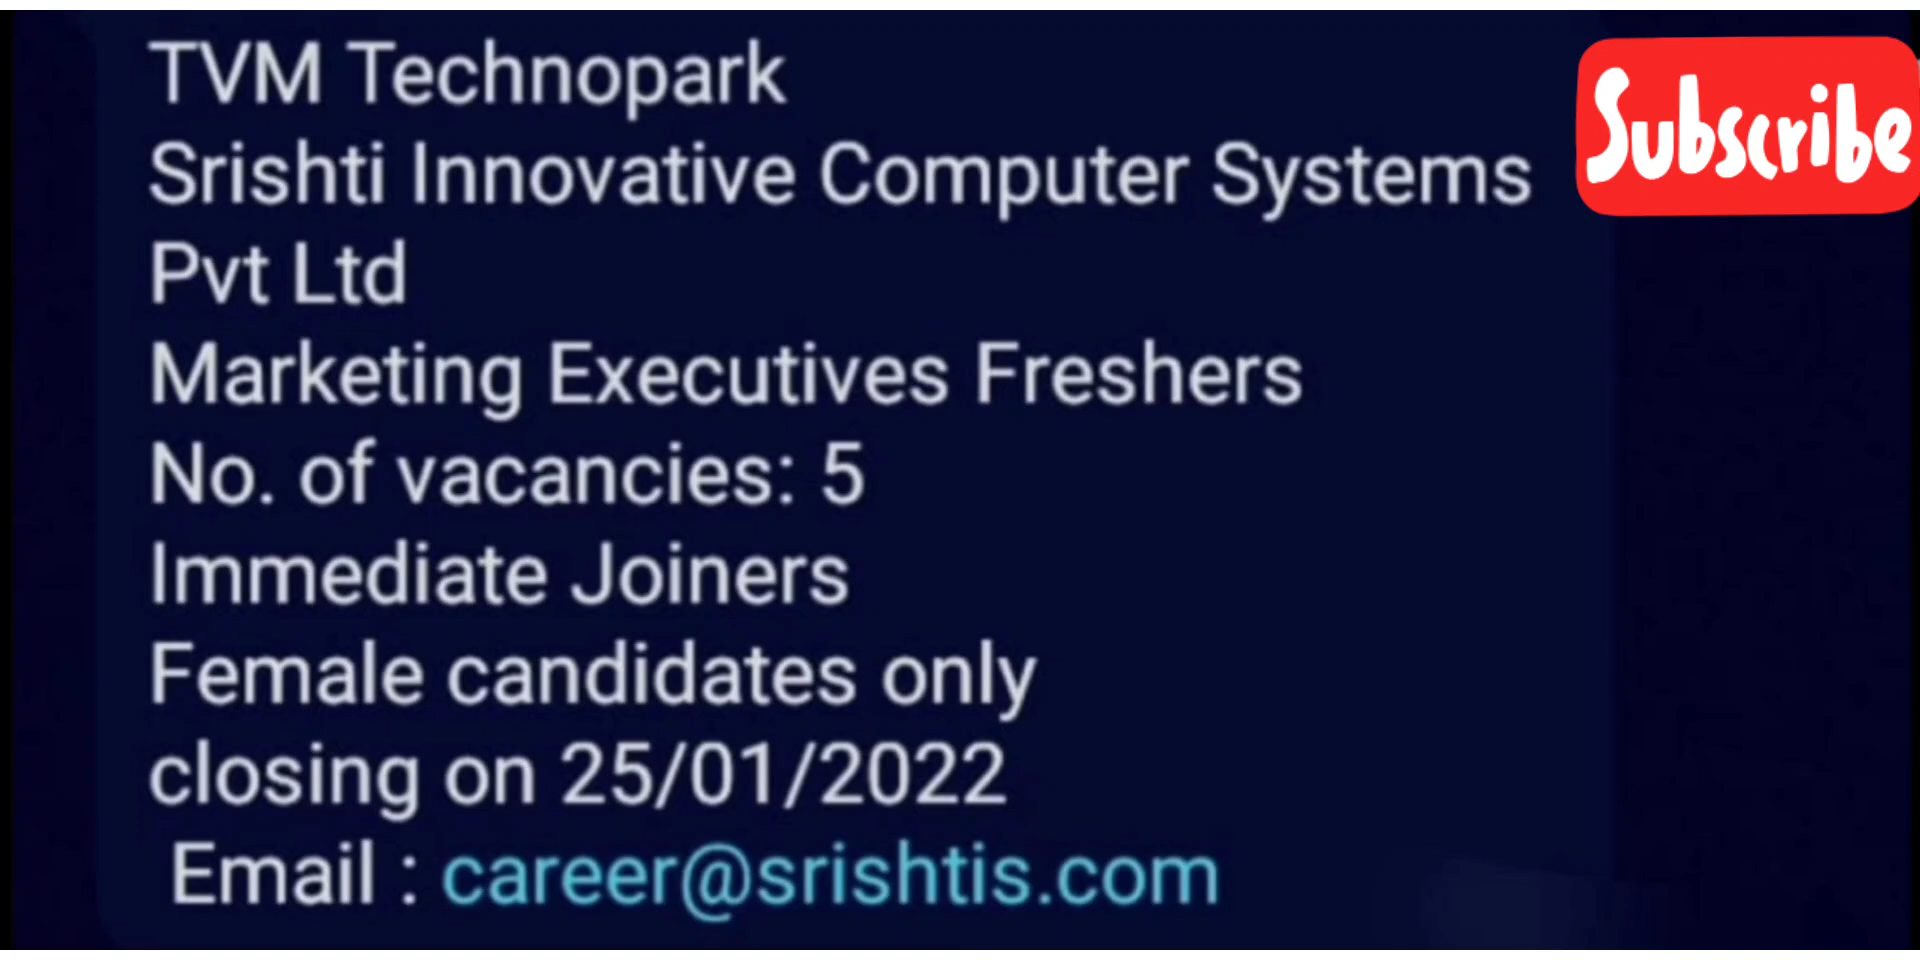 TVM Technopark
Srishti Innovative Computer Systems
Pvt Ltd
Marketing Executives Freshers
No. of vacancies: 5
Immediate Joiners
Female candidates only
closing on 25/01/2022
Email : career@srishtis.com
Subscribe